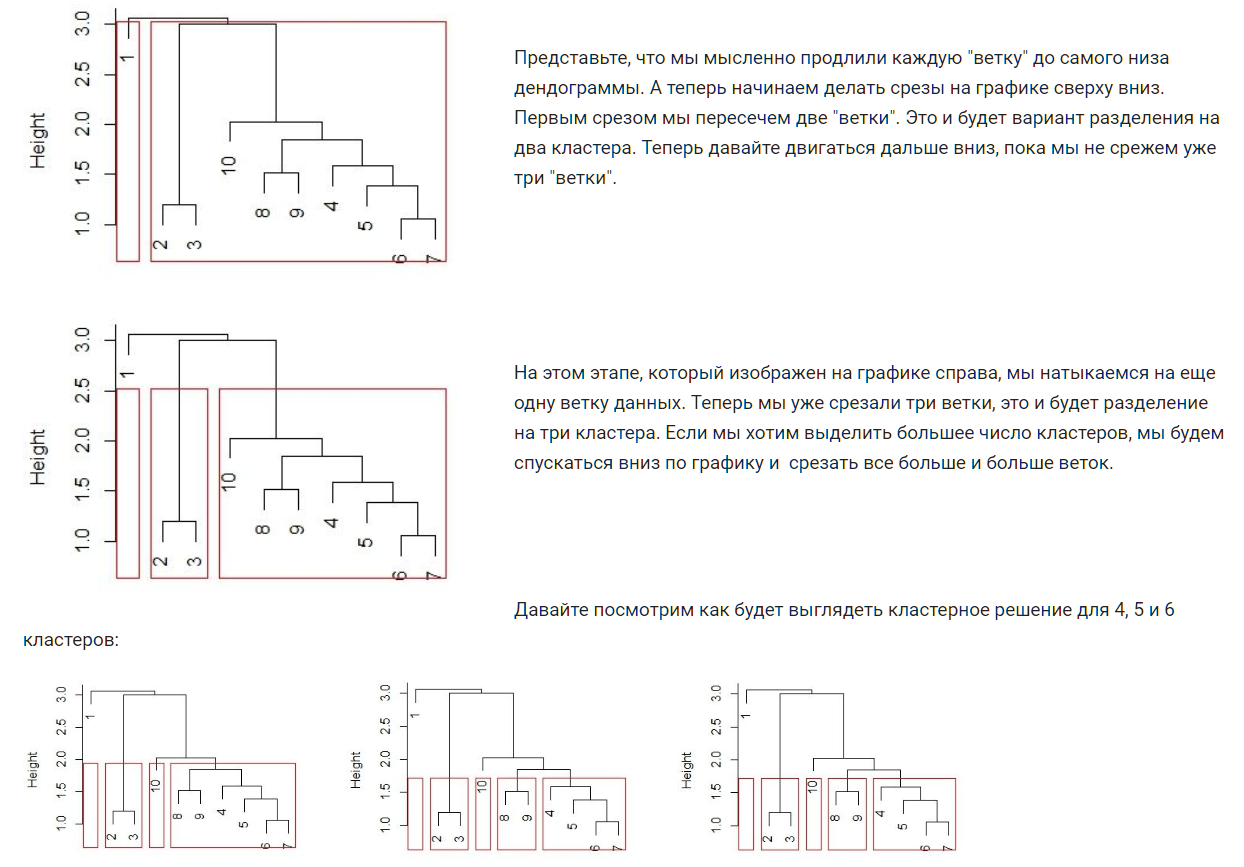 Height
1.0 1.5 2.0 2.5 3.0
1
2 3 10 8 9 4 5 6 7
Представьте, что мы мысленно продлили каждую "ветку" до самого низа
дендограммы. А теперь начинаем делать срезы на графике сверху вниз.
Первым срезом мы пересечем две "ветки". Это и будет вариант разделения на
два кластера. Теперь давайте двигаться дальше вниз, пока мы не срежем уже
три "ветки".
Height
1.0 1.5 2.0 2.5 3.0
1
2 3 10 8 9 4 5 6 7
На этом этапе, который изображен на графике справа, мы натыкаемся на еще
одну ветку данных. Теперь мы уже срезали три ветки, это и будет разделение
на три кластера. Если мы хотим выделить большее число кластеров, мы будем
спускаться вниз по графику и срезать все больше и больше веток.
Давайте посмотрим как будет выглядеть кластерное решение для 4, 5 и 6
кластеров:
Height
1.0 1.5 2.0 2.5 3.0
1
2 3 10 8 9 4 5 6 7
Height
1.0 1.5 2.0 2.5 3.0
1
2 3 10 8 9 4 5 6 7
Height
1.0 1.5 2.0 2.5 3.0
1
2 3 10 8 9 4 5 6 7